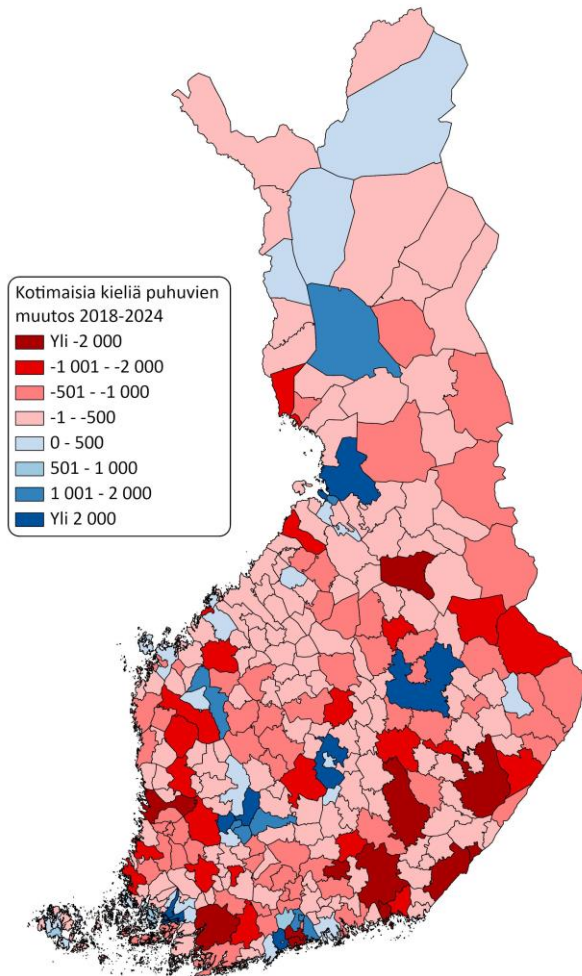 Kotimaisia kieliä puhuvien
muutos 2018-2024
Yli -2 000
-1 001 - -2 000
-501 - -1 000
-1 - -500
0 - 500
501 - 1 000
1 001 - 2 000
Yli 2 000